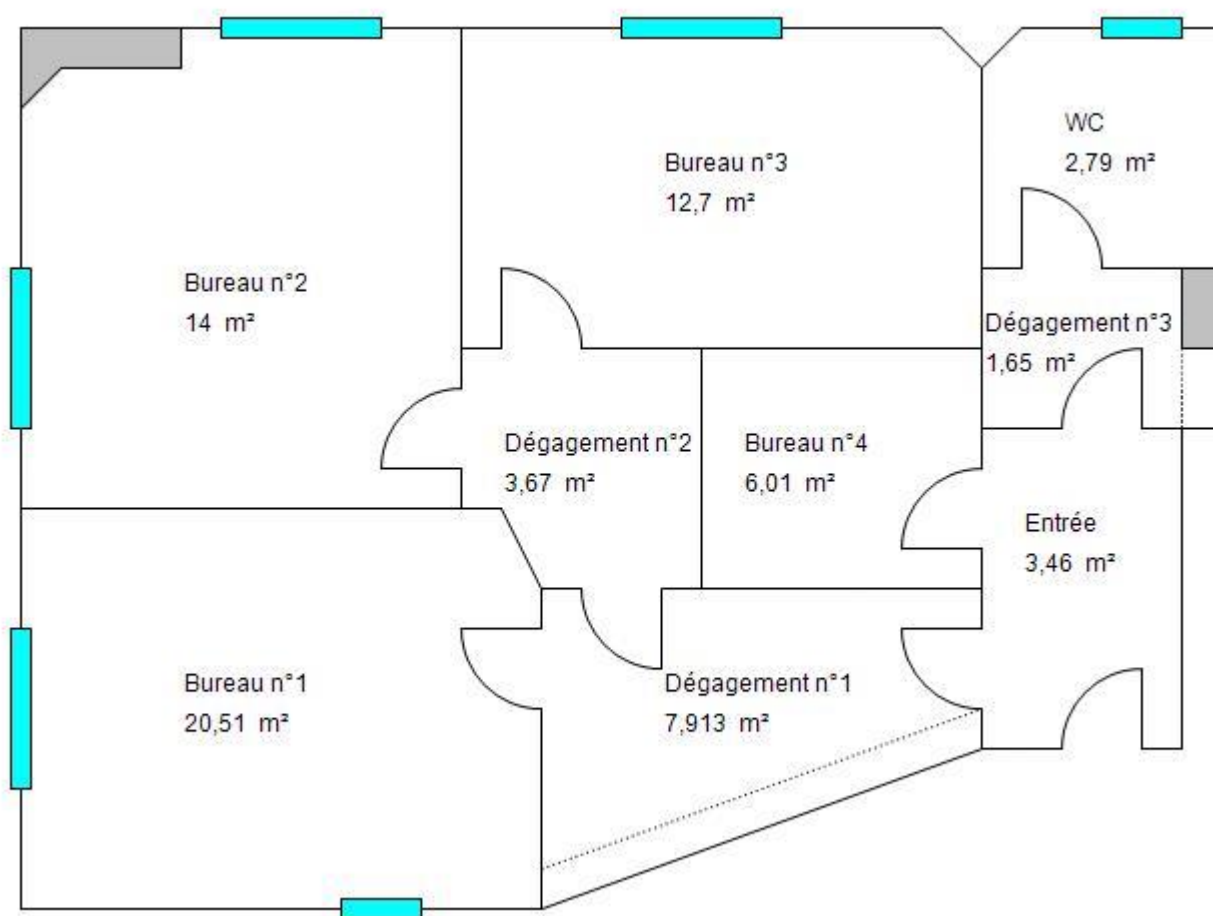 WC
2,79 m²
Bureau n°3
12,7 m²
Bureau n°2
14 m²
Dégagement n°3
1,65 m²
Dégagement n°2
3,67 m²
Bureau n°4
6,01 m²
Entrée
3,46 m²
Bureau n°1
20,51 m²
Dégagement n°1
7,913 m²